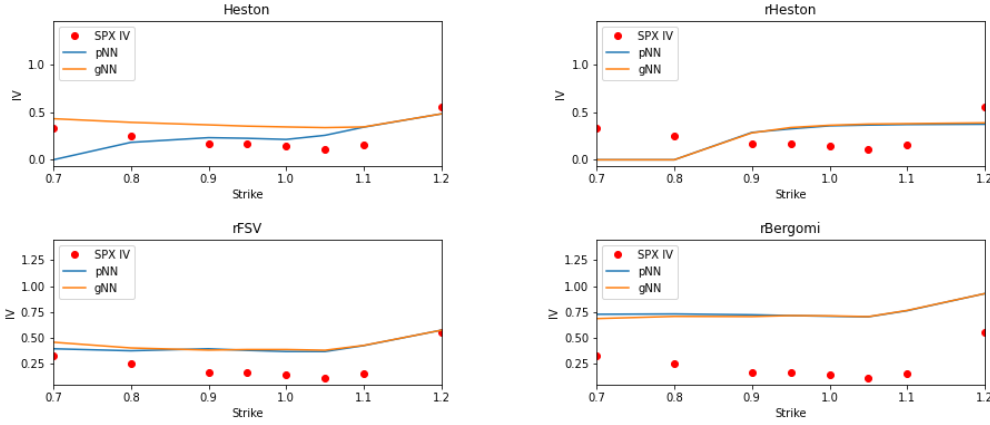 Heston
SPX IV
pNN
gNN
IV
1.0
0.5
0.0
0.7 0.8 0.9 1.0 1.1 1.2
Strike
rHeston
SPX IV
pNN
gNN
IV
1.0
0.5
0.0
0.7 0.8 0.9 1.0 1.1 1.2
Strike
rFSV
SPX IV
pNN
gNN
IV
1.25
1.00
0.75
0.50
0.25
0.7 0.8 0.9 1.0 1.1 1.2
Strike
rBergomi
SPX IV
pNN
gNN
IV
1.25
1.00
0.75
0.50
0.25
0.7 0.8 0.9 1.0 1.1 1.2
Strike